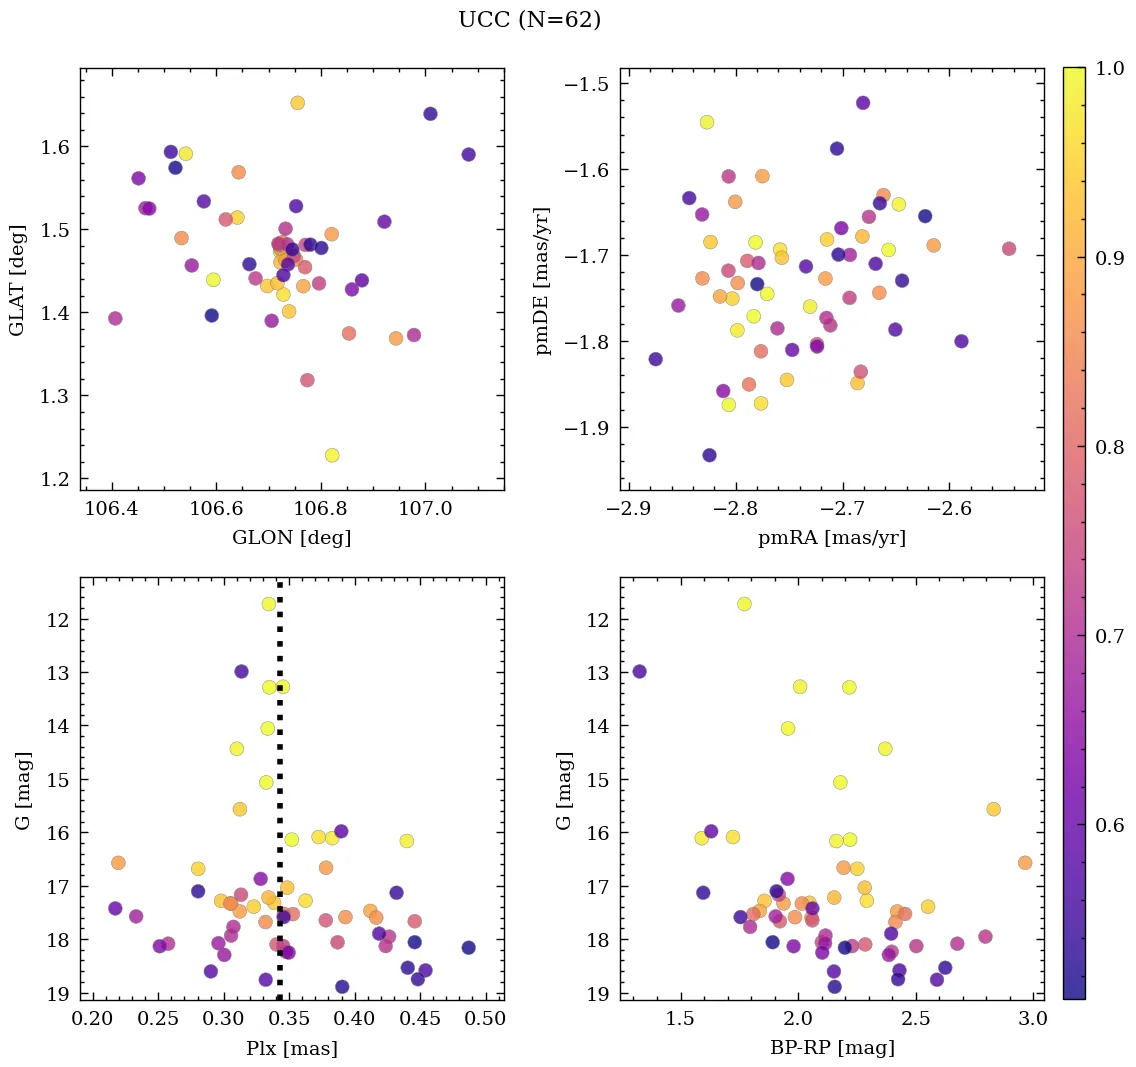 UCC (N=62)
1.6
1.5
1.4
1.3
1.2
106.4 106.6 106.8 107.0
GLON [deg]
GLAT [deg]
−1.5
−1.6
−1.7
−1.8
−1.9
−2.9 −2.8 −2.7 −2.6
pmRA [mas/yr]
pmDE [mas/yr]
12
13
14
15
16
17
18
19
0.20 0.25 0.30 0.35 0.40 0.45 0.50
Plx [mas]
G [mag]
12
13
14
15
16
17
18
19
1.5 2.0 2.5 3.0
BP-RP [mag]
G [mag]
1.0
0.9
0.8
0.7
0.6